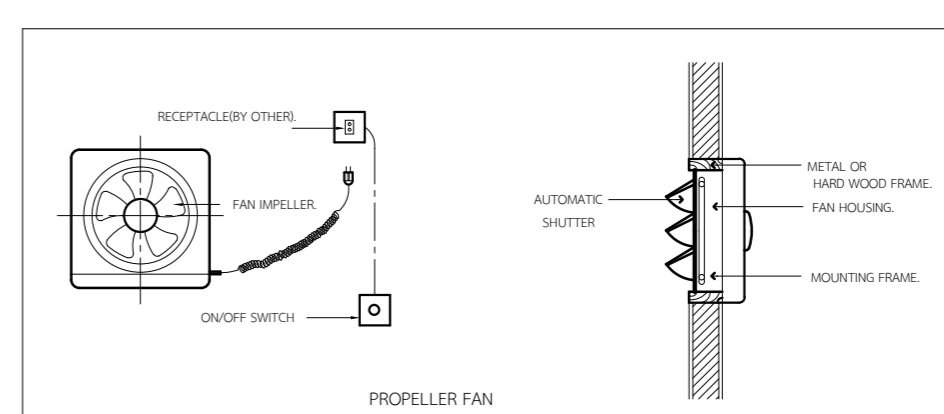 RECEPTACLE(BY OTHER).
FAN IMPELLER.
ON/OFF SWITCH
AUTOMATIC
SHUTTER
METAL OR
HARD WOOD FRAME.
FAN HOUSING.
MOUNTING FRAME.
PROPELLER FAN